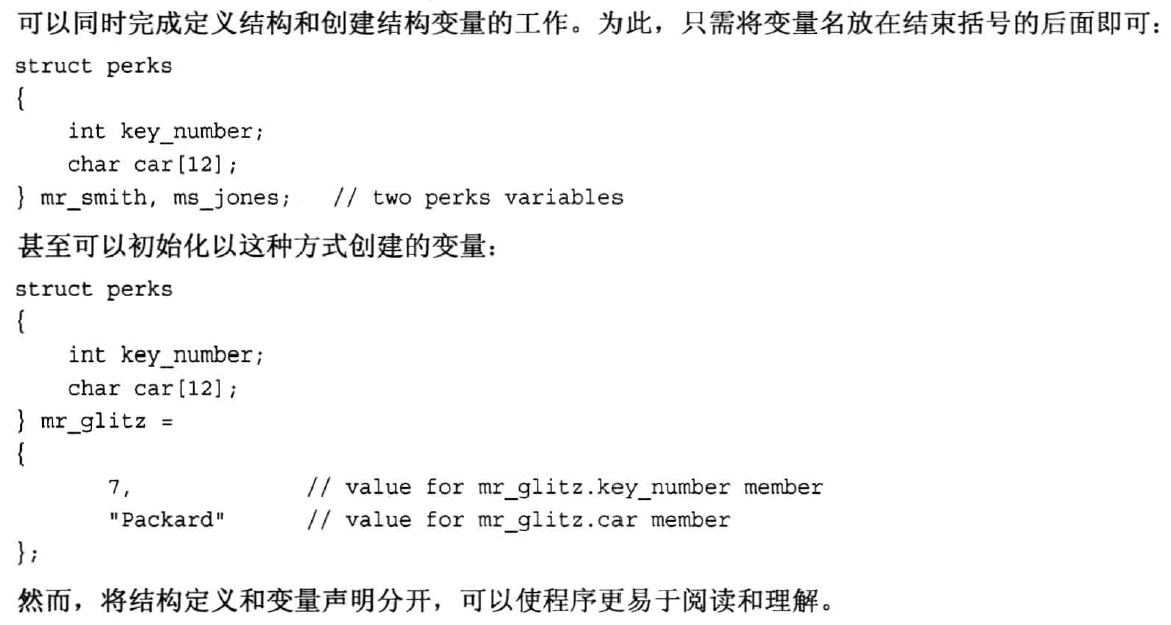 可以同时完成定义结构和创建结构变量的工作。为此，只需将变量名放在结束括号的后面即可：
struct perks
{
    int key_number;
    char car[12];
} mr_smith, ms_jones;   // two perks variables
甚至可以初始化以这种方式创建的变量：
struct perks
{
    int key_number;
    char car[12];
} mr_glitz =
{
       7,             // value for mr_glitz.key_number member
       "Packard"      // value for mr_glitz.car member
};
然而，将结构定义和变量声明分开，可以使程序更易于阅读和理解。